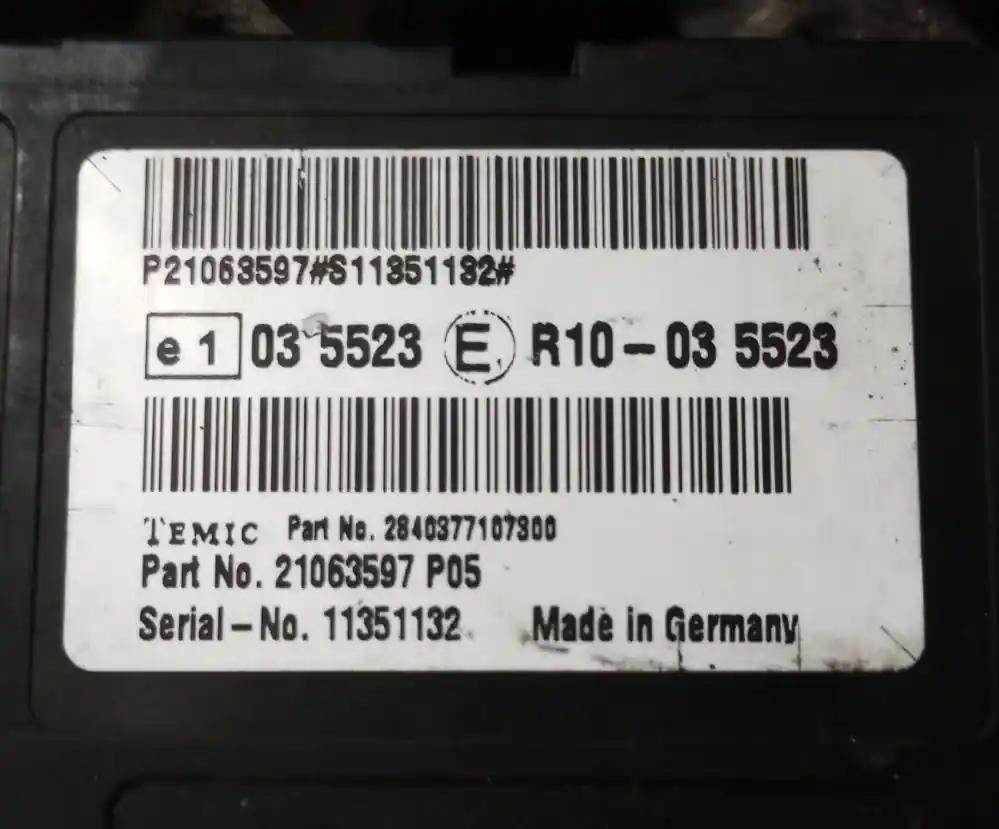 P21063597#S11351132#
e 1 03 5523 E R10-03 5523
TEMIC Part No. 2840377107300
Part No. 21063597 P05
Serial-No. 11351132 Made in Germany